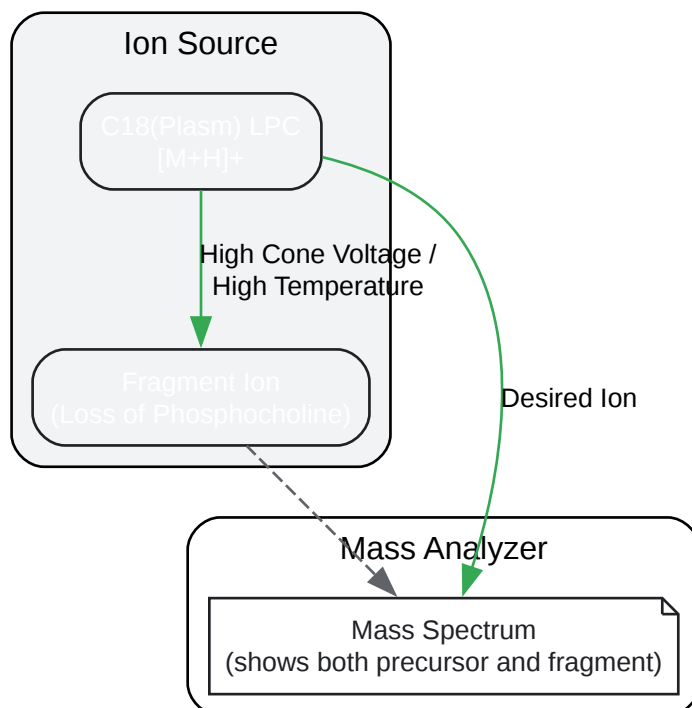 Ion Source
C18(Plasm) LPC
[M+H]+
High Cone Voltage /
High Temperature
Fragment Ion
(Loss of Phosphocholine)
Desired Ion
Mass Analyzer
Mass Spectrum
(shows both precursor and fragment)